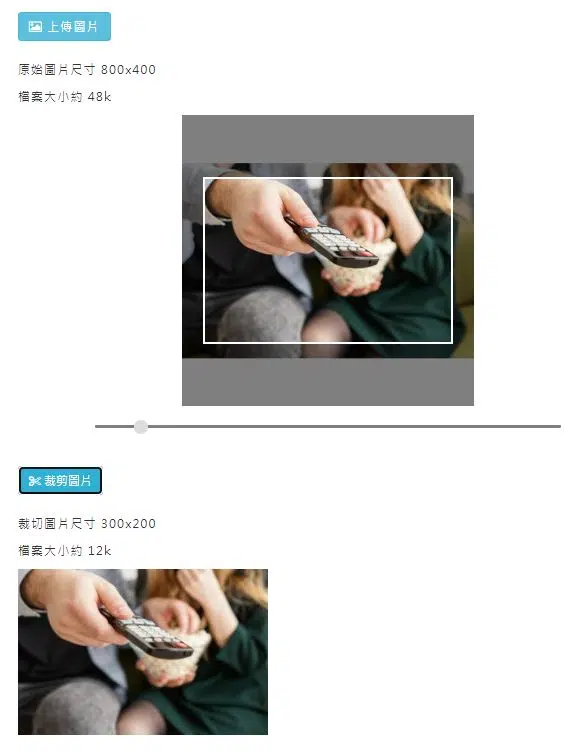 上傳圖片
原始圖片尺寸 800x400
檔案大小約 48k
裁剪圖片
裁切圖片尺寸 300x200
檔案大小約 12k